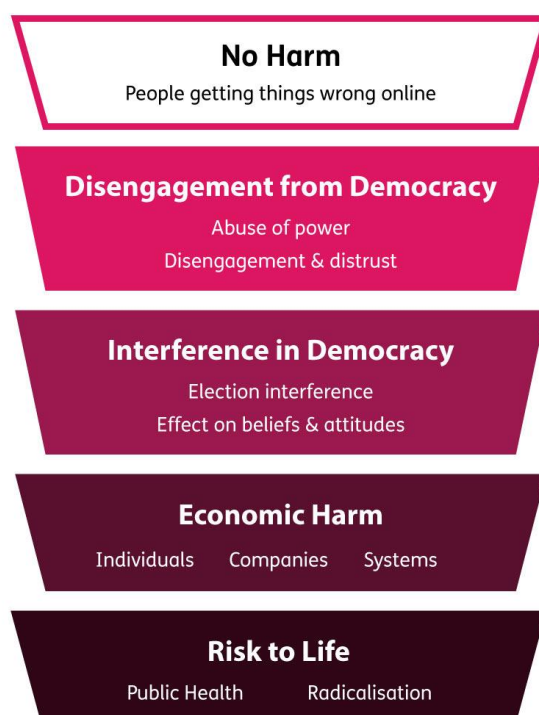 No Harm
People getting things wrong online
Disengagement from Democracy
Abuse of power
Disengagement & distrust
Interference in Democracy
Election interference
Effect on beliefs & attitudes
Economic Harm
Individuals Companies Systems
Risk to Life
Public Health Radicalisation